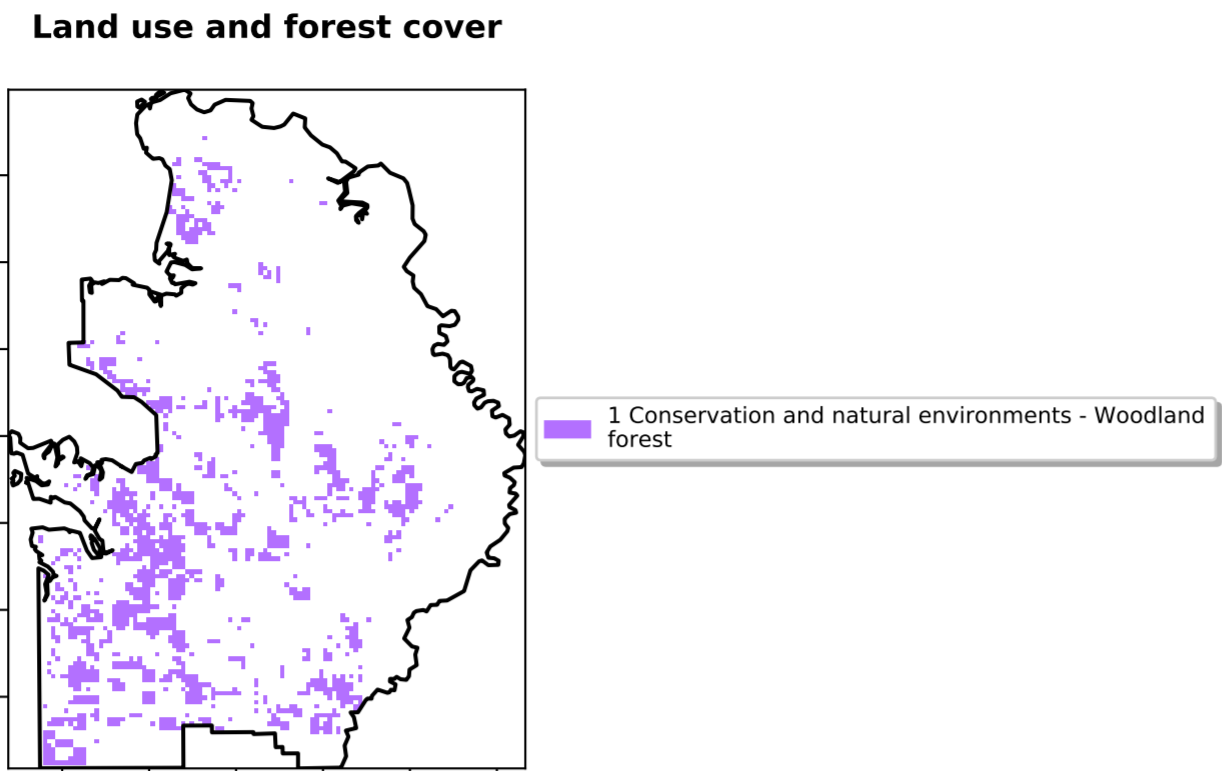 Land use and forest cover
1 Conservation and natural environments - Woodland
forest